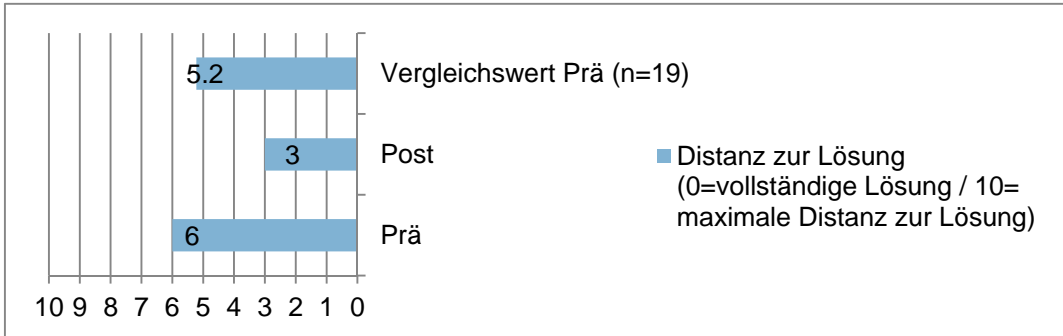 5.2 Vergleichswert Prä (n=19)
3 Post
6 Prä
10 9 8 7 6 5 4 3 2 1 0
Distanz zur Lösung
(0=vollständige Lösung / 10=
maximale Distanz zur Lösung)